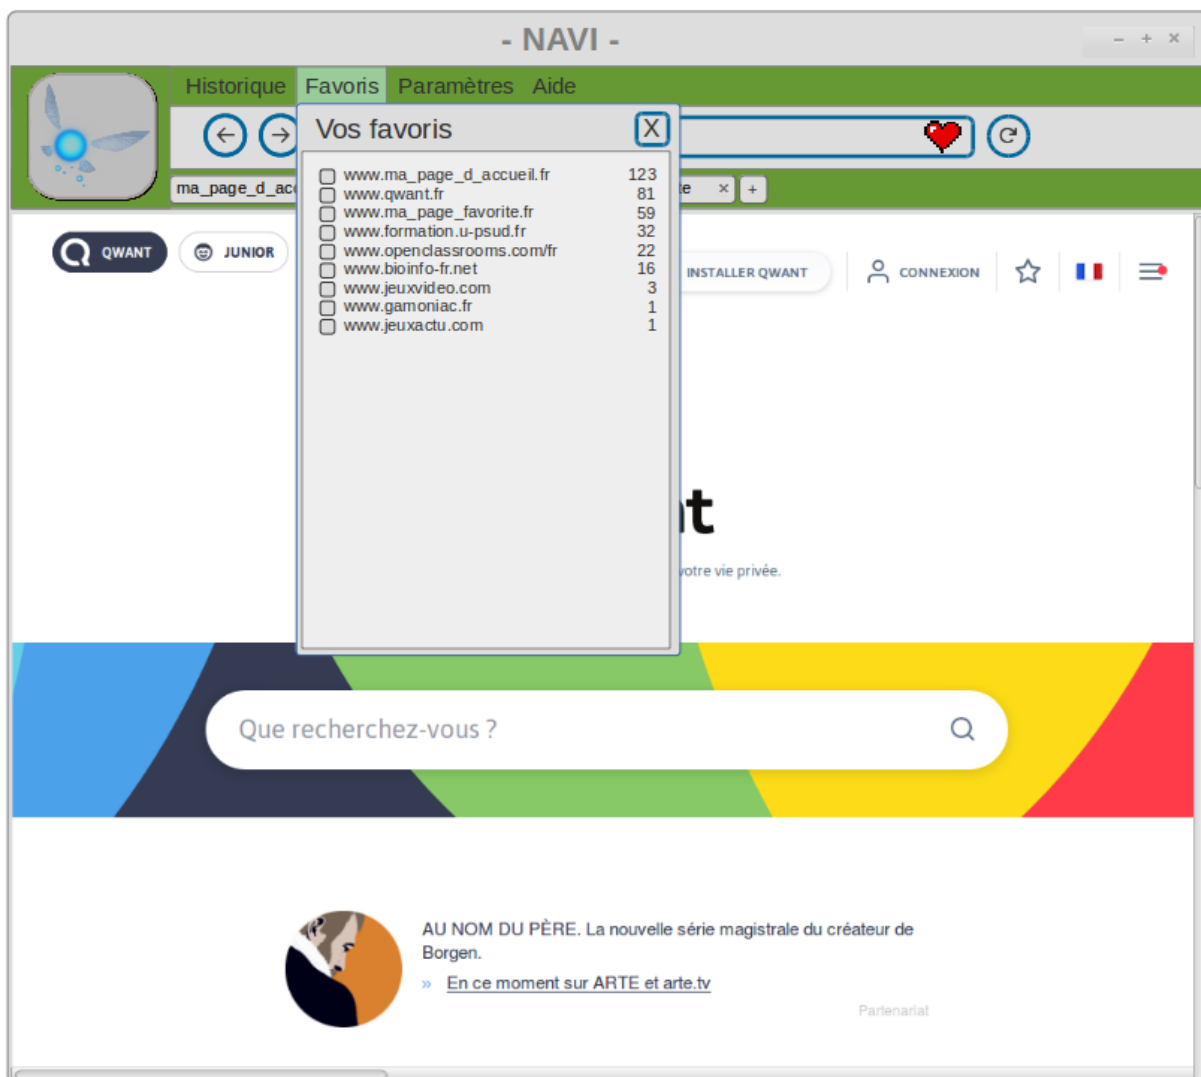 - NAVI -
Historique Favoris Paramètres Aide
Vos favoris X
ma_page_d_acc
te × +
www.ma_page_d_accueil.fr 123
www.qwant.fr 81
www.ma_page_favorite.fr 59
www.formation.u-psud.fr 32
www.openclassrooms.com/fr 22
www.bioinfo-fr.net 16
www.jeuxvideo.com 3
www.gamoniac.fr 1
www.jeuxactu.com 1
QWANT JUNIOR INSTALLER QWANT CONNEXION
t
votre vie privée.
Que recherchez-vous ?
AU NOM DU PÈRE. La nouvelle série magistrale du créateur de
Borgen.
» En ce moment sur ARTE et arte.tv
Partenariat